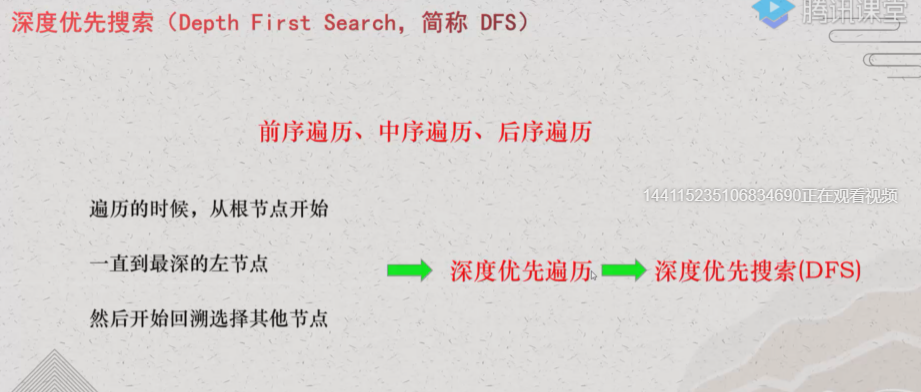 深度优先搜索（Depth First Search，简称 DFS）
腾讯课堂
前序遍历、中序遍历、后序遍历
144115235106834690正在观看视频
遍历的时候，从根节点开始
一直到最深的左节点
然后开始回溯选择其他节点
深度优先遍历
深度优先搜索(DFS)